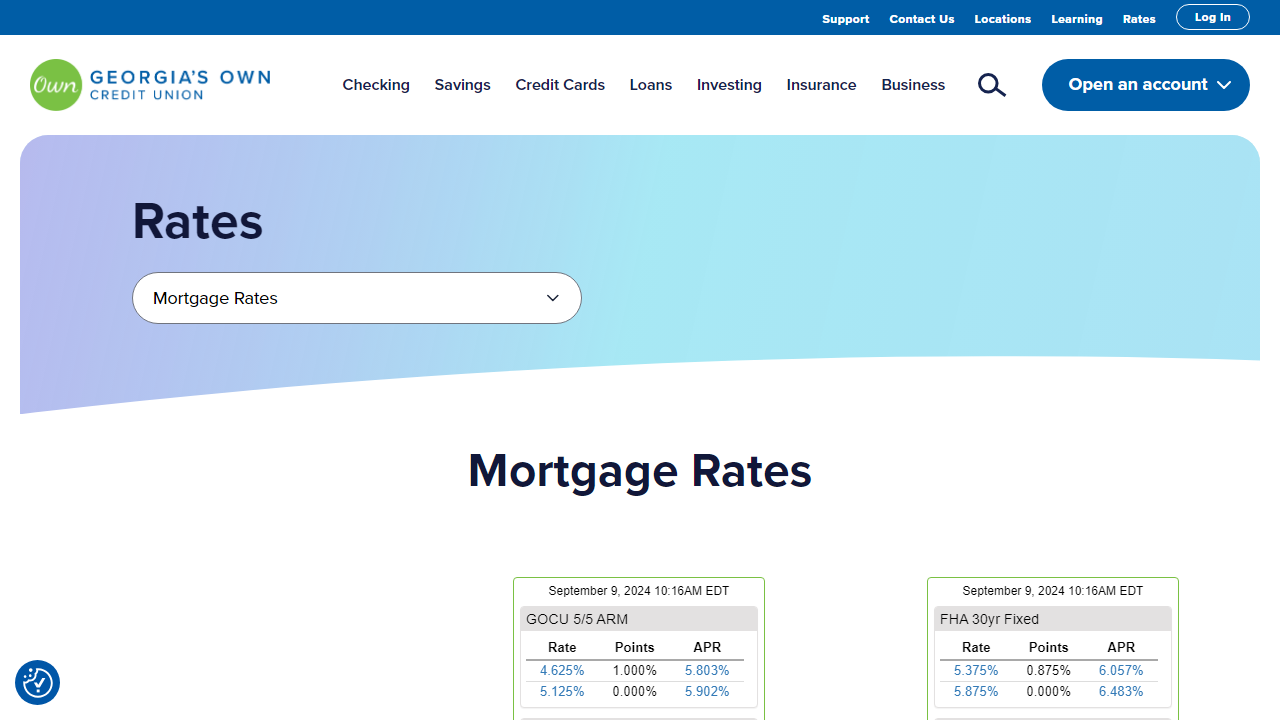 Support Contact Us Locations Learning Rates Log In
Own GEORGIA'S OWN
CREDIT UNION
Checking Savings Credit Cards Loans Investing Insurance Business Open an account
Rates
Mortgage Rates
Mortgage Rates
September 9, 2024 10:16AM EDT
GOCU 5/5 ARM
Rate Points APR
4.625% 1.000% 5.803%
5.125% 0.000% 5.902%
September 9, 2024 10:16AM EDT
FHA 30yr Fixed
Rate Points APR
5.375% 0.875% 6.057%
5.875% 0.000% 6.483%